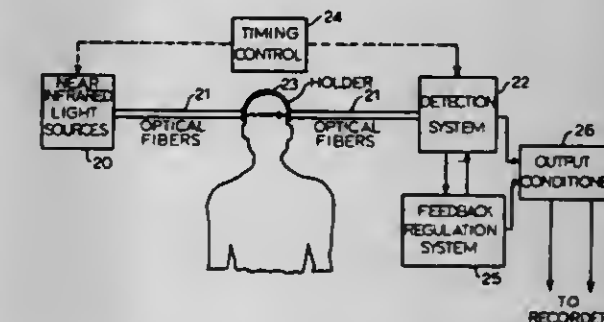 24
TIMING
CONTROL
23
HOLDER
22
NEAR
INFRARED
LIGHT
SOURCES
20
21
OPTICAL
FIBERS
21
OPTICAL
FIBERS
DETECTION
SYSTEM
26
OUTPUT
CONDITIONE
FEEDBACK
REGULATION
SYSTEM
25
TO
RECORDER